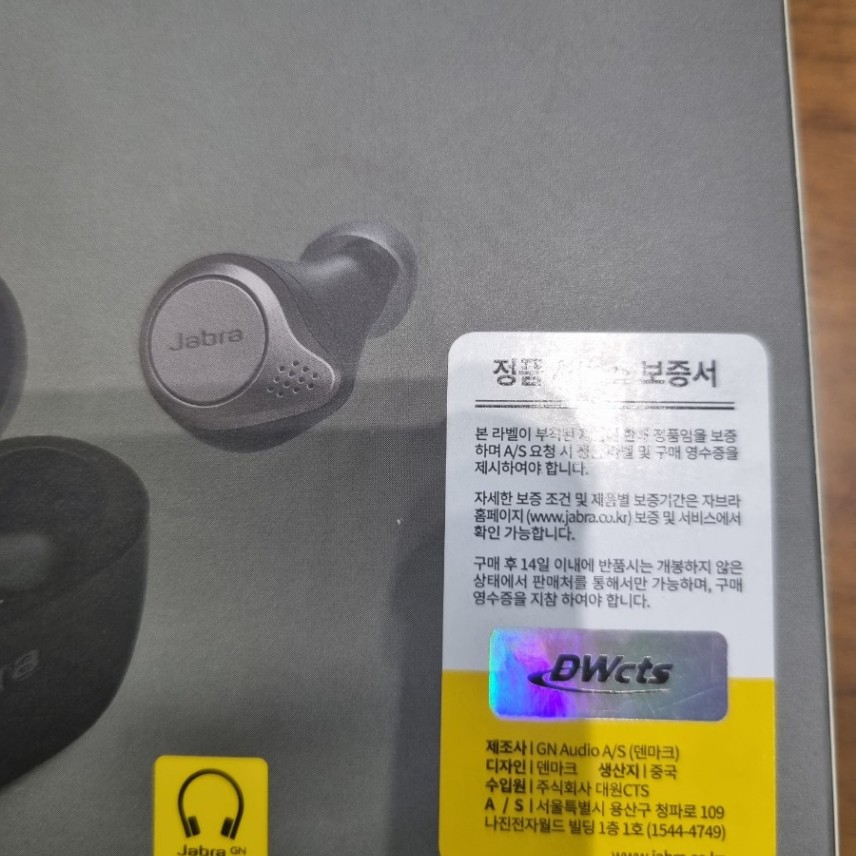 Jabra
보증서
본 라벨이 부착된 정품임을 보증
하며 A/S 요청 시 라벨 및 구매 영수증을
제시하여야 합니다.
자세한 보증 조건 및 제품별 보증기간은 자브라
홈페이지 (www.jabra.co.kr) 보증 및 서비스에서
확인 가능합니다.
구매 후 14일 이내에 반품시는 개봉하지 않은
상태에서 판매처를 통해서만 가능하며, 구매
영수증을 지참 하여야 합니다.
DWcts
제조사 | GN Audio A/S (덴마크)
디자인 | 덴마크 생산지 | 중국
수입원 | 주식회사 대원CTS
A / S | 서울특별시 용산구 청파로 109
나진전자월드 빌딩 1층 1호 (1544-4749)
www.jabra.co.kr
Jabra GN